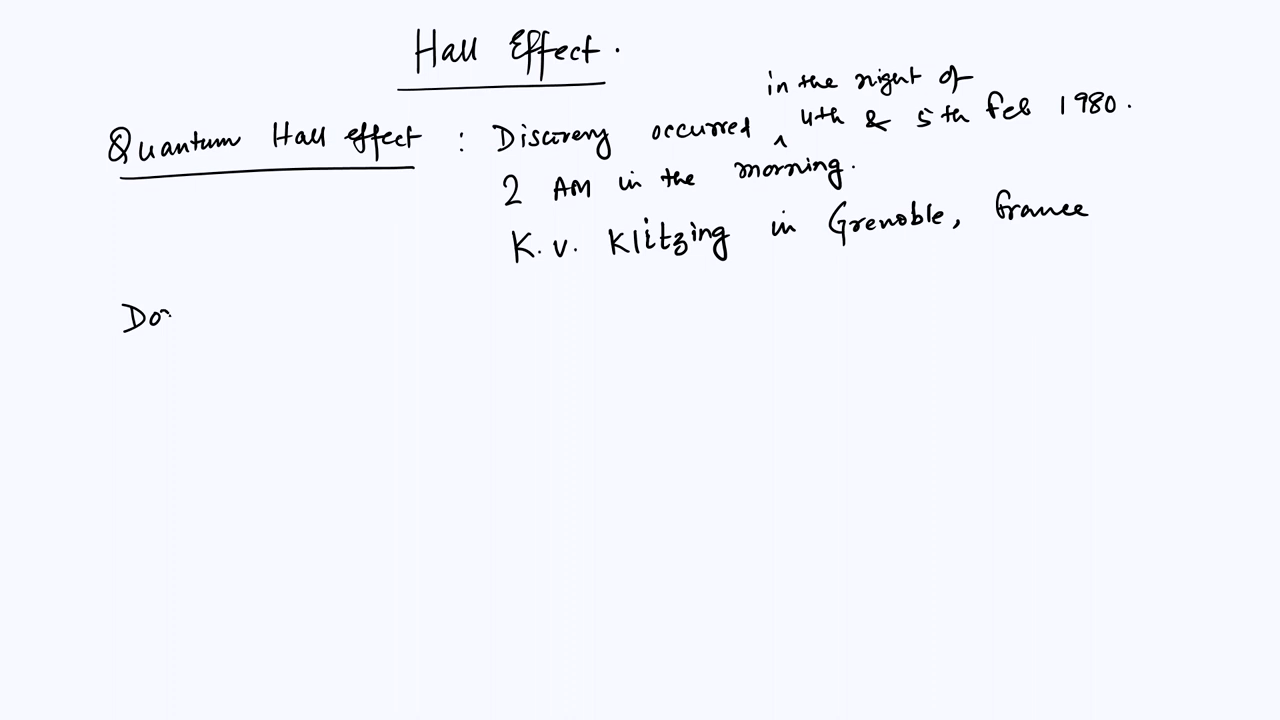 Hall Effect.
Quantum Hall effect : Discovery occurred in the night of 4th & 5th Feb 1980.
2 AM in the morning.
K. v. Klitzing in Grenoble, France